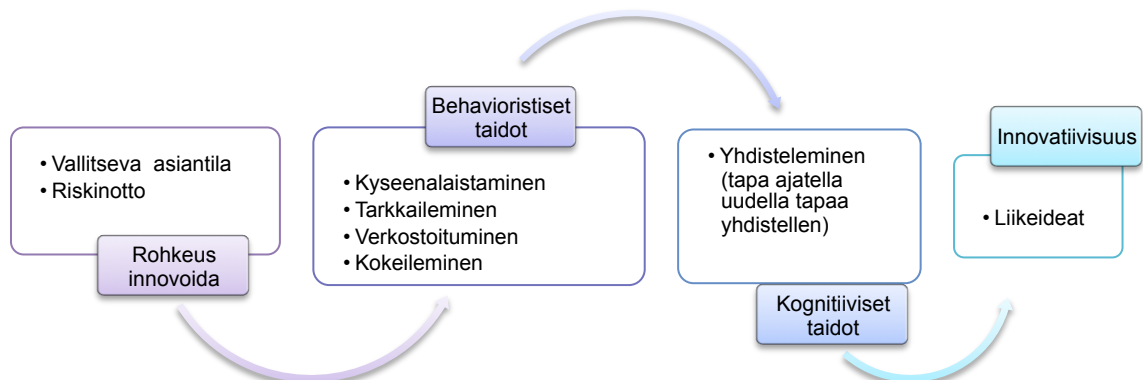 • Vallitseva asiantila
• Riskinotto
Rohkeus
innovoida
Behavioristiset
taidot
• Kyseenalaistaminen
• Tarkkaileminen
• Verkostoituminen
• Kokeileminen
• Yhdisteleminen
(tapa ajatella
uudella tapaa
yhdistellen)
Kognitiiviset
taidot
Innovatiivisuus
• Liikeideat